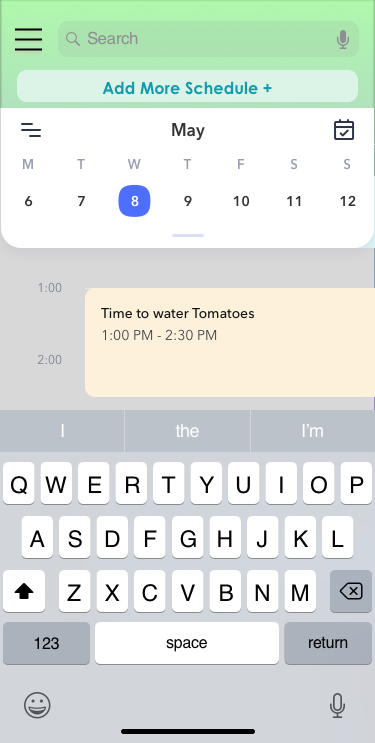 Search
Add More Schedule +
May
M T W T F S S
6 7 8 9 10 11 12
1:00
Time to water Tomatoes
1:00 PM - 2:30 PM
2:00
I the I'm
Q W E R T Y U I O P
A S D F G H J K L
Z X C V B N M
123 space return